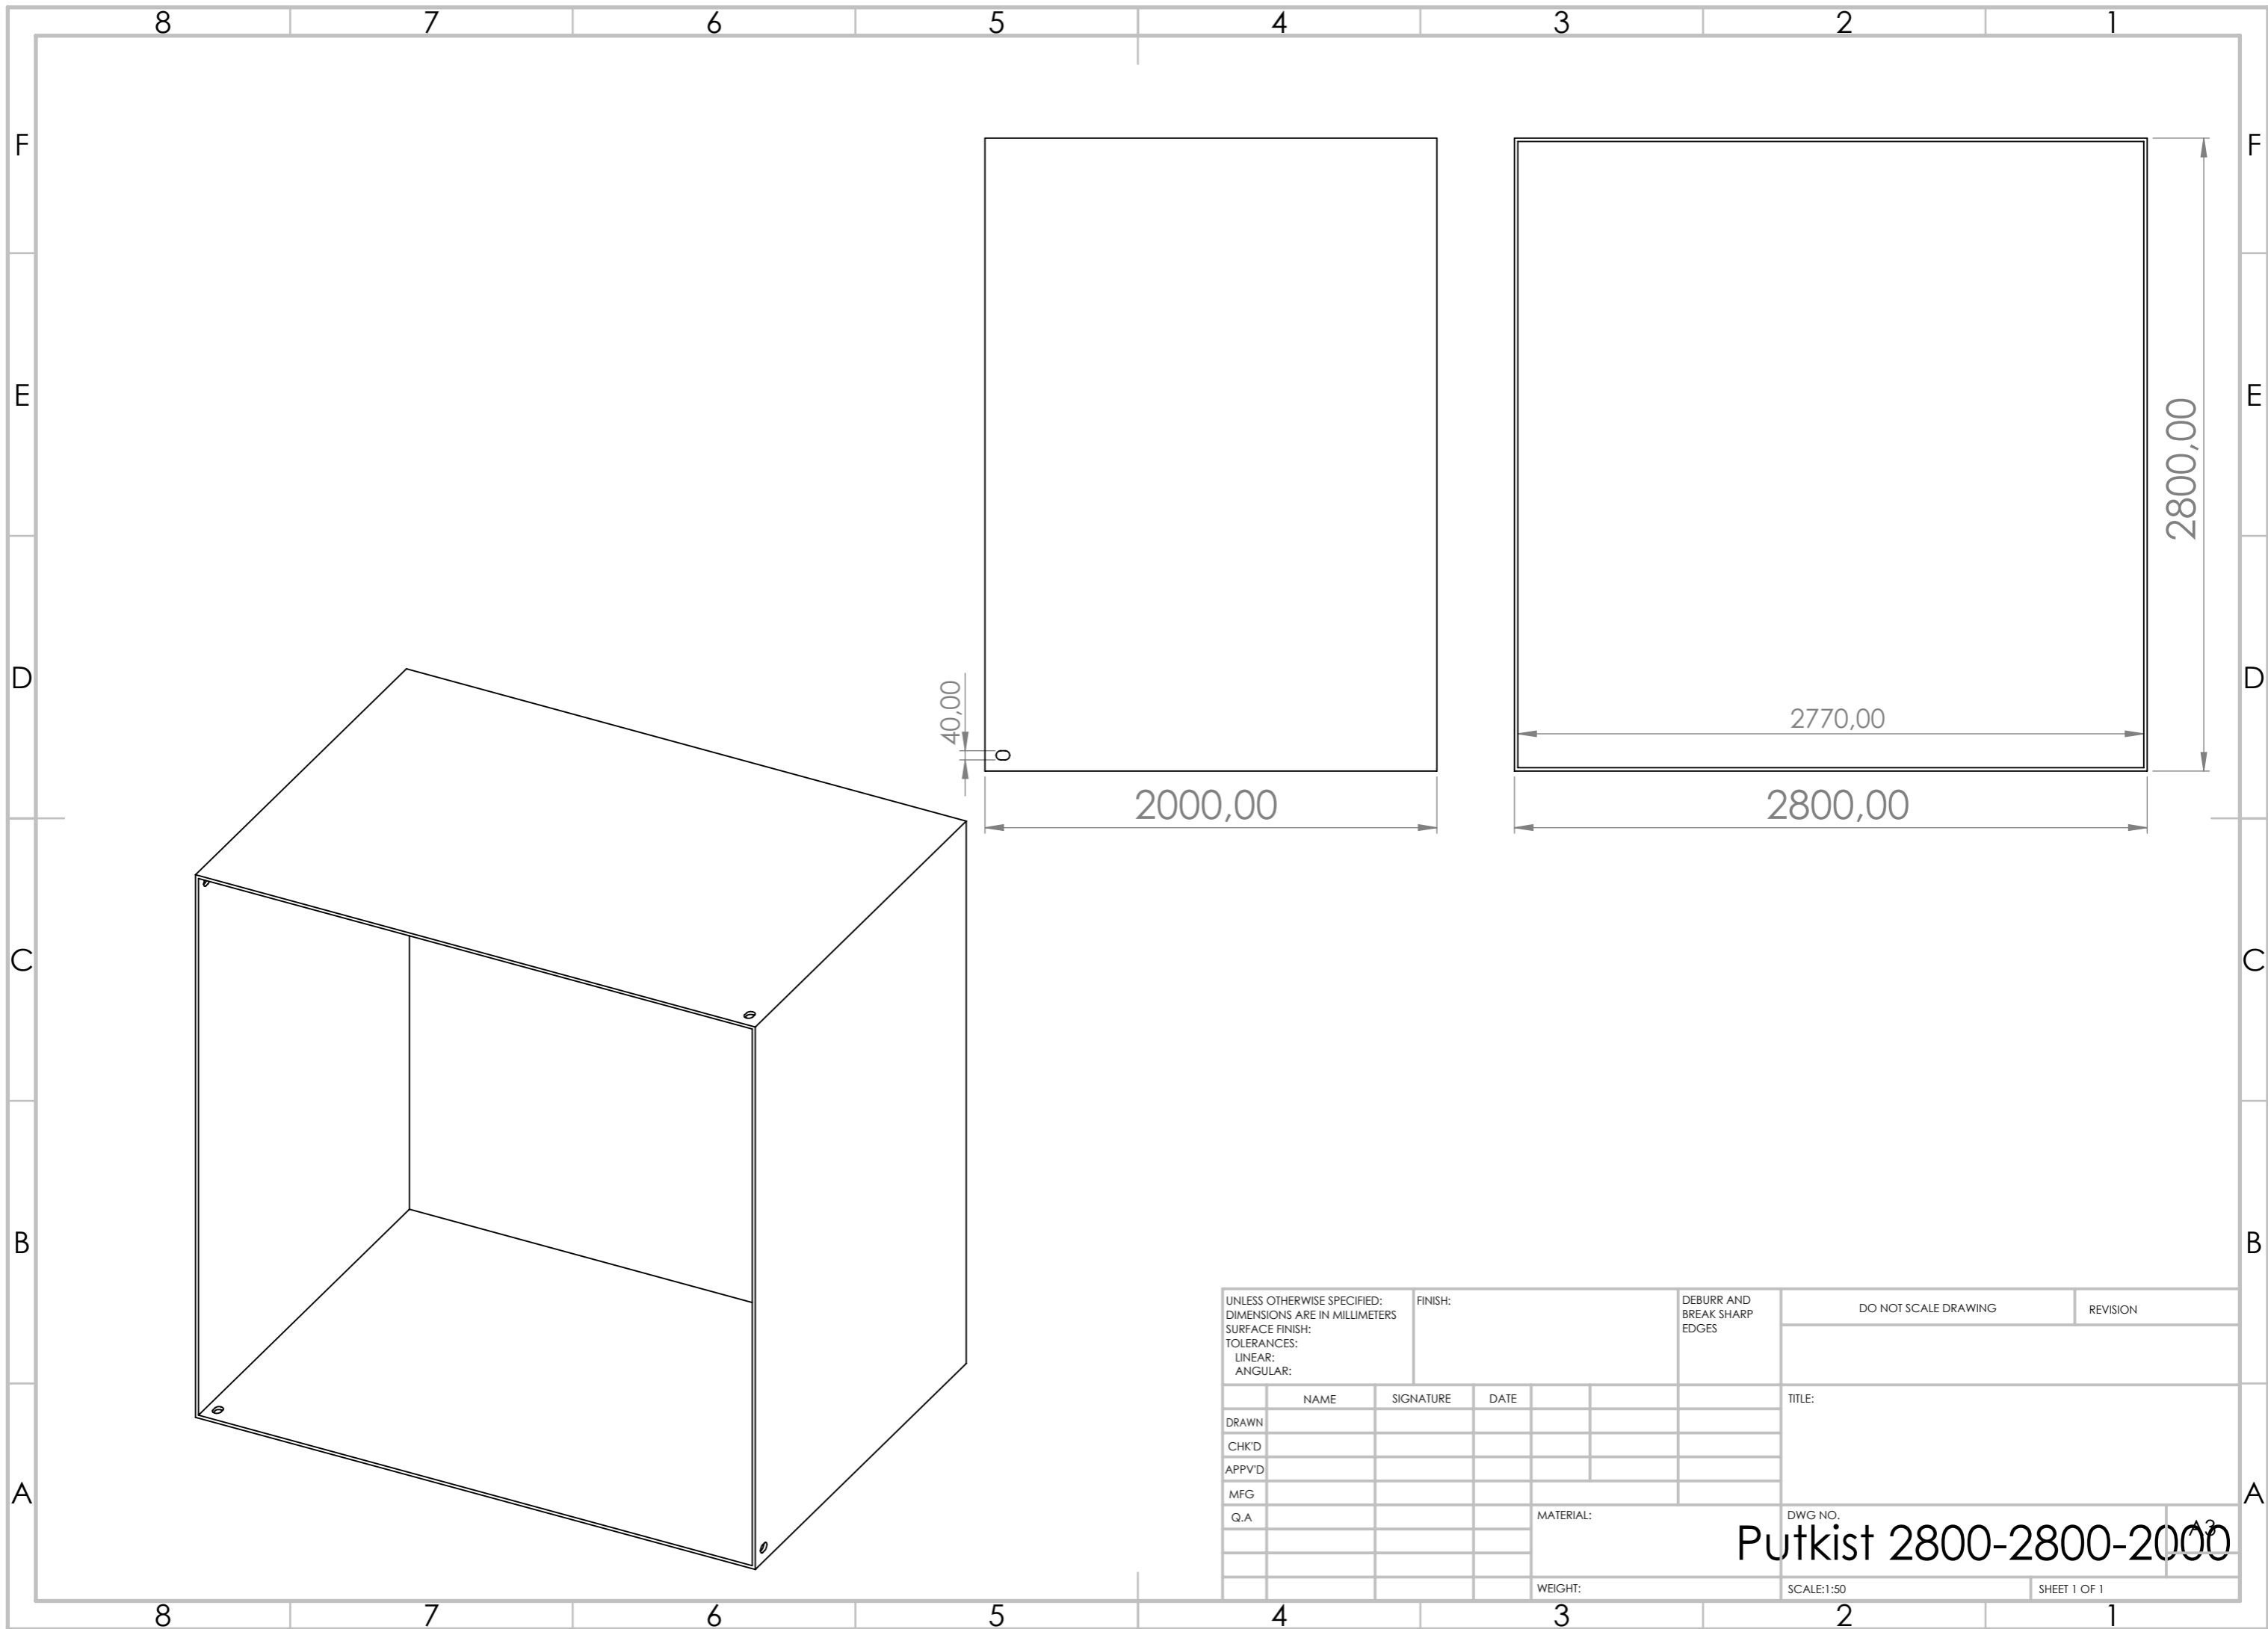 8 7 6 5 4 3 2 1
F F
E E
D D
C C
B B
A A
2800,00
2770,00
40,00
2000,00
2800,00
UNLESS OTHERWISE SPECIFIED:
DIMENSIONS ARE IN MILLIMETERS
SURFACE FINISH:
TOLERANCES:
LINEAR:
ANGULAR:
FINISH:
DEBURR AND
BREAK SHARP
EDGES
DO NOT SCALE DRAWING
REVISION
NAME SIGNATURE DATE
TITLE:
DRAWN
CHK'D
APPV'D
MFG
Q.A
MATERIAL:
DWG NO.
Putkist 2800-2800-2000
A3
WEIGHT:
SCALE:1:50
SHEET 1 OF 1
8 7 6 5 4 3 2 1